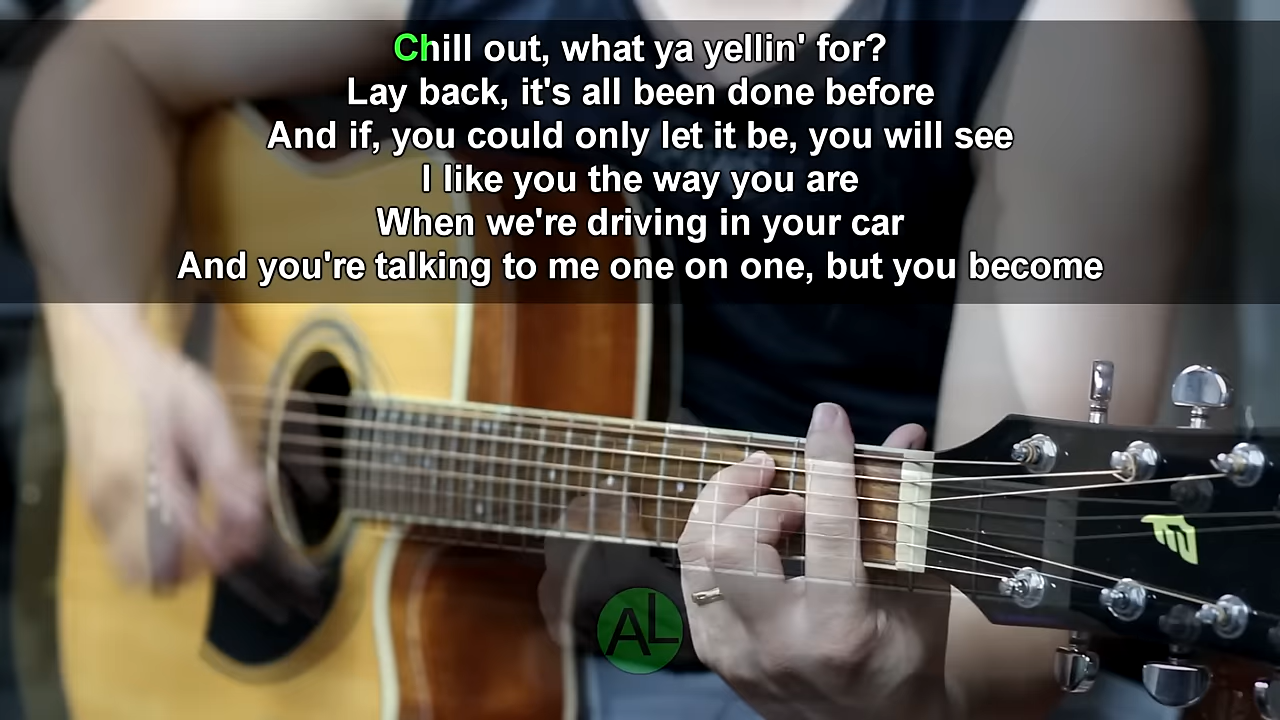 Chill out, what ya yellin' for?
Lay back, it's all been done before
And if, you could only let it be, you will see
I like you the way you are
When we're driving in your car
And you're talking to me one on one, but you become
AL